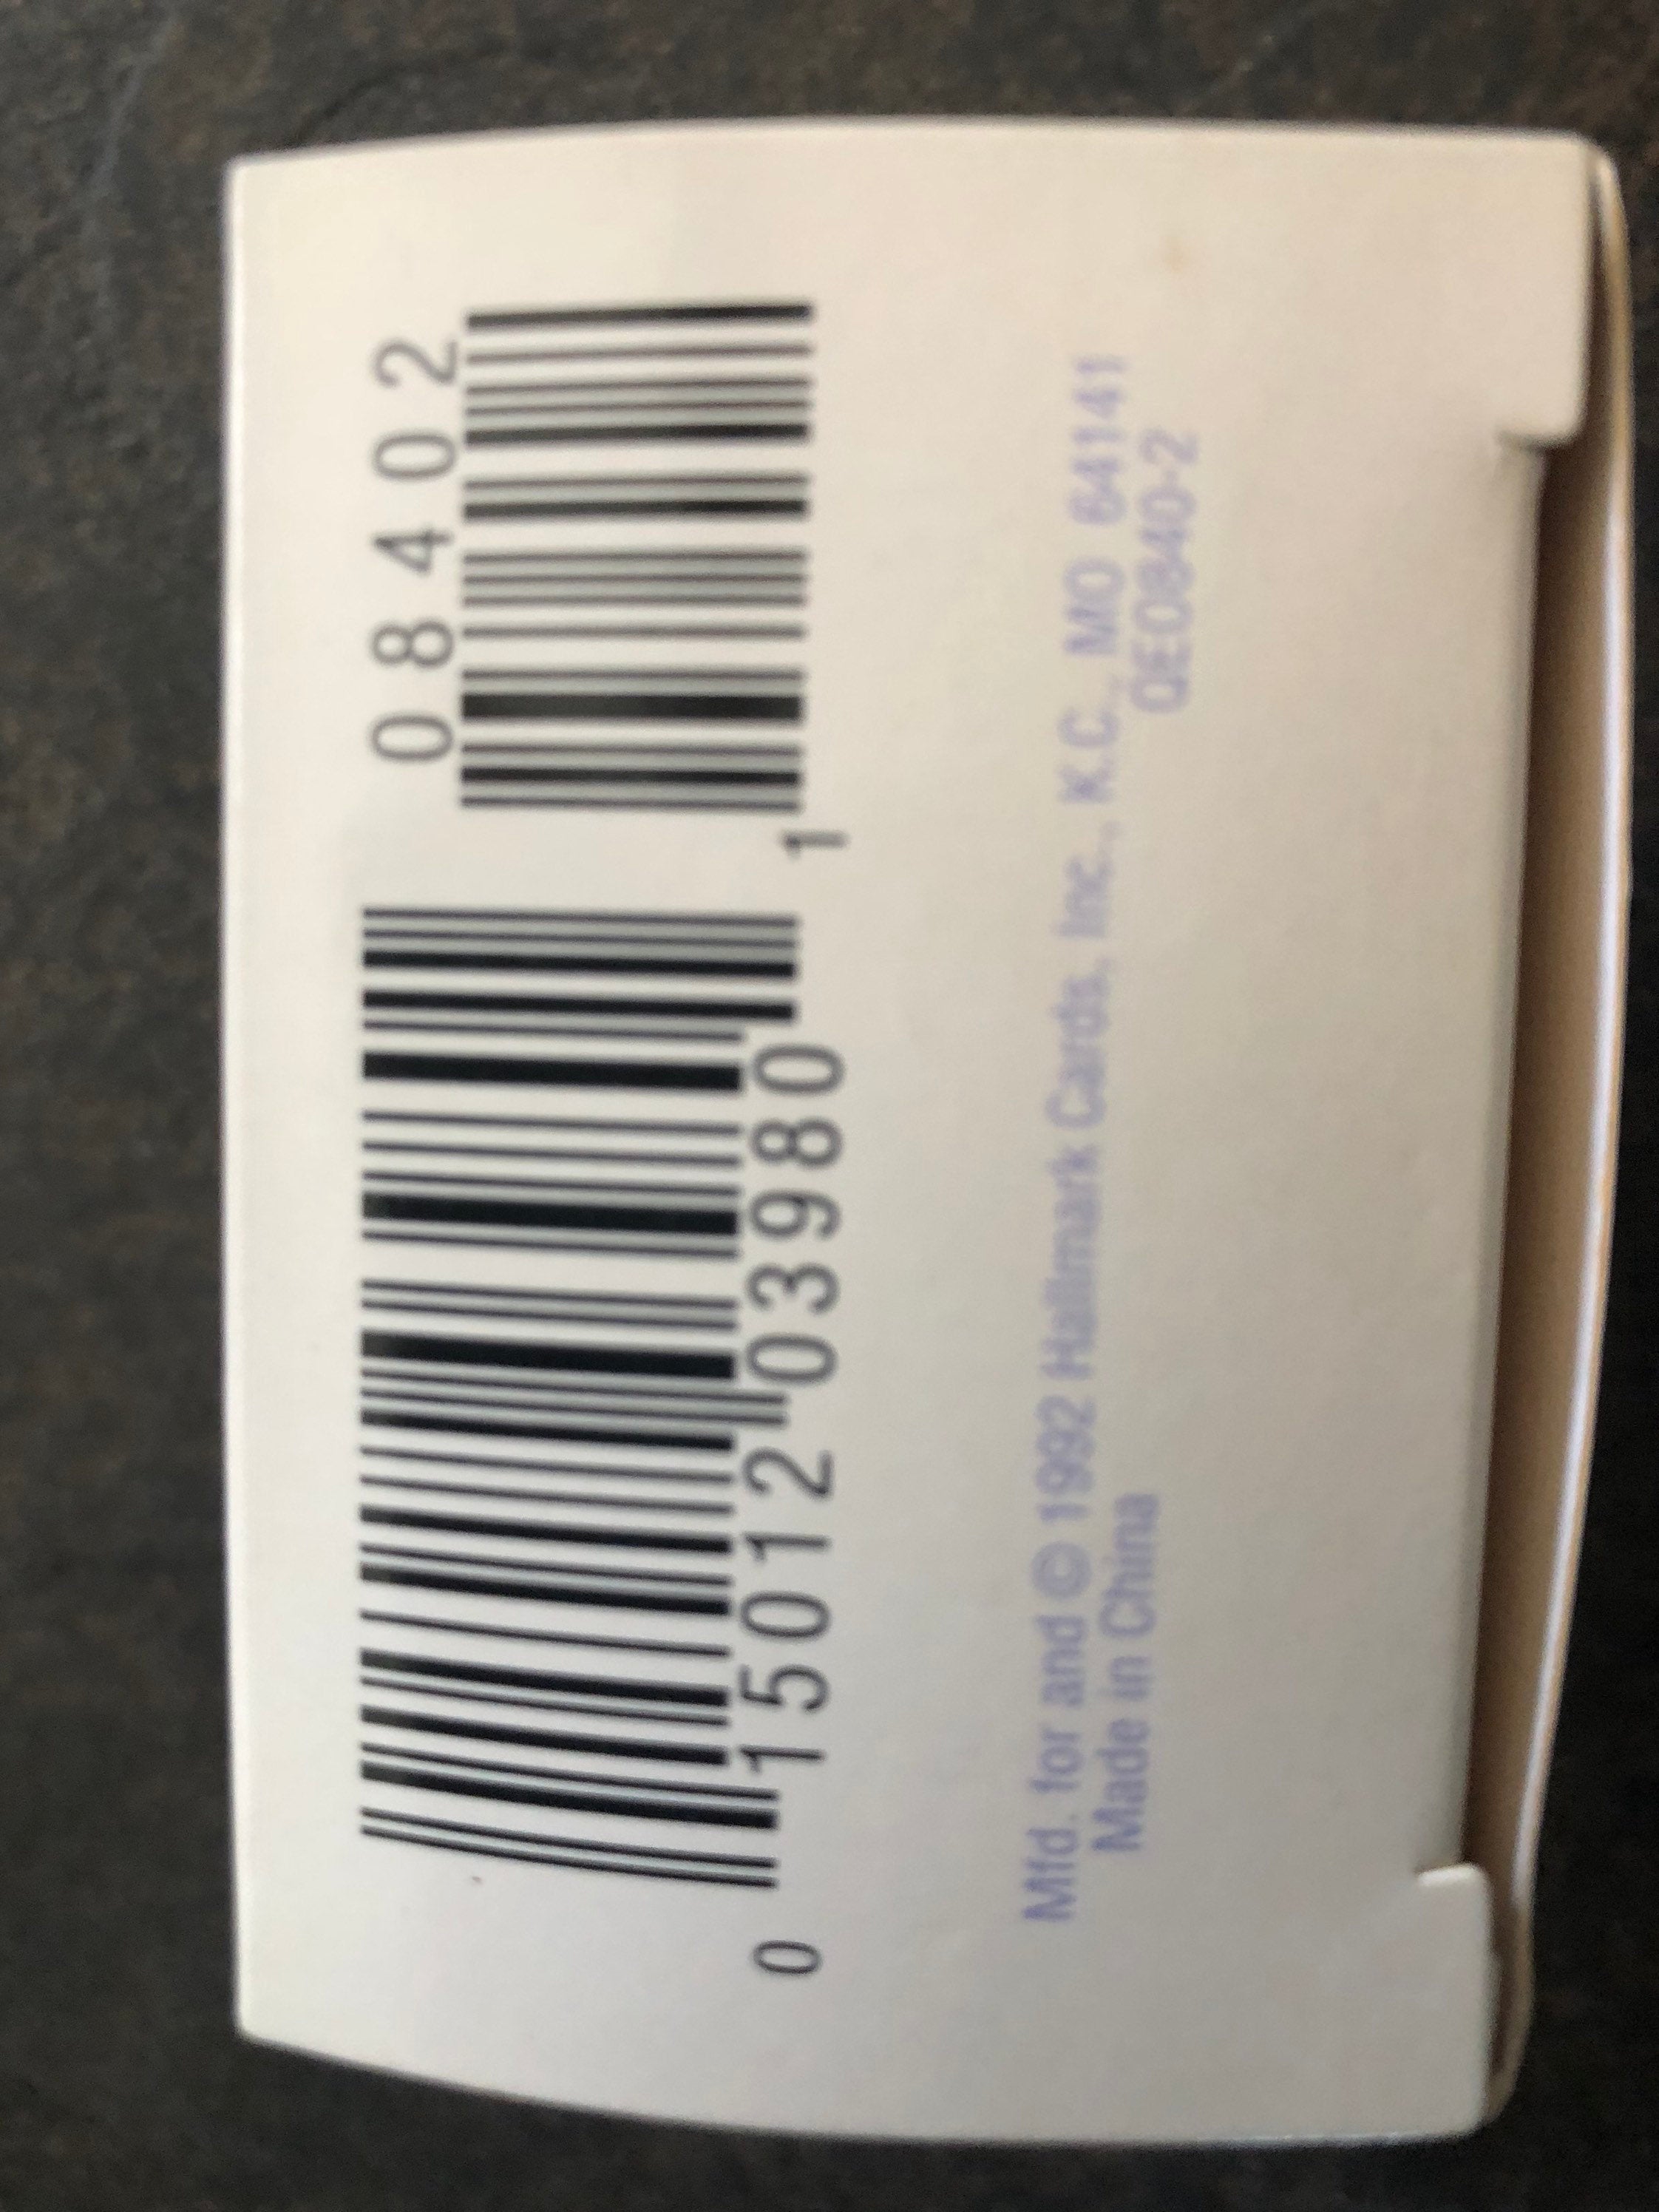 08402
0 15012 03980 1
Mfd. for and © 1992 Hallmark Cards, Inc., K.C., MO 64141
Made in China
QEO840-2